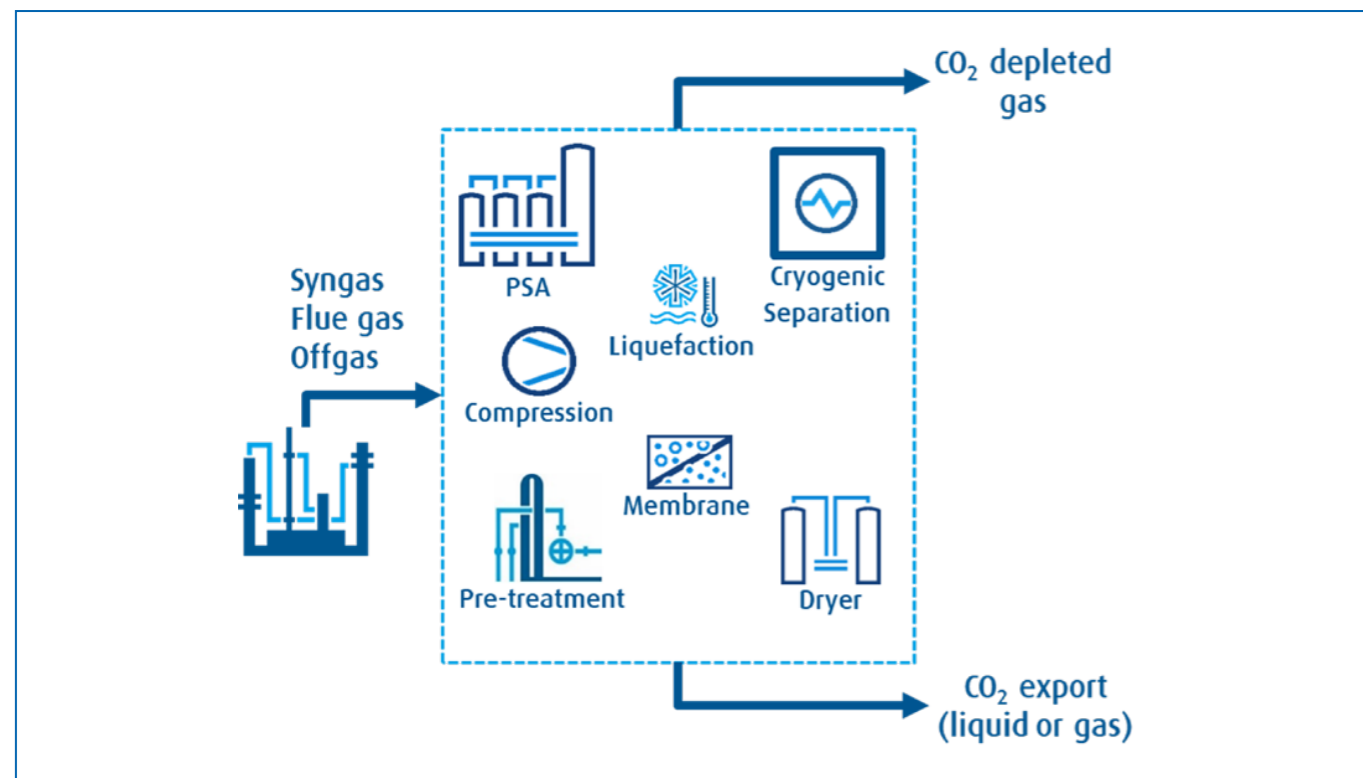 CO₂ depleted
gas
PSA
Cryogenic
Separation
Syngas
Flue gas
Offgas
Liquefaction
Compression
Membrane
Pre-treatment
Dryer
CO₂ export
(liquid or gas)